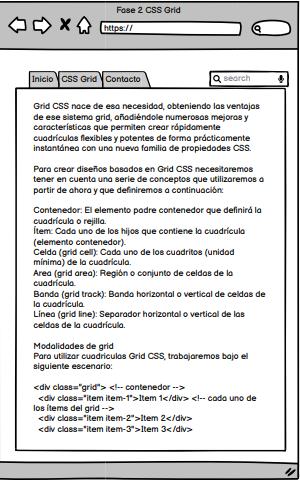 Fase 2 CSS Grid
https://
Inicio CSS Grid Contacto
search
Grid CSS nace de esa necesidad, obteniendo las ventajas
de ese sistema grid, añadiéndole numerosas mejoras y
características que permiten crear rápidamente
cuadrículas flexibles y potentes de forma prácticamente
instantánea con una nueva familia de propiedades CSS.
Para crear diseños basados en Grid CSS necesitaremos
tener en cuenta una serie de conceptos que utilizaremos a
partir de ahora y que definiremos a continuación:
Contenedor: El elemento padre contenedor que definirá la
cuadrícula o rejilla.
Ítem: Cada uno de los hijos que contiene la cuadrícula
(elemento contenedor).
Celda (grid cell): Cada uno de los cuadritos (unidad
mínima) de la cuadrícula.
Area (grid area): Región o conjunto de celdas de la
cuadrícula.
Banda (grid track): Banda horizontal o vertical de celdas de
la cuadrícula.
Línea (grid line): Separador horizontal o vertical de las
celdas de la cuadrícula.
Modalidades de grid
Para utilizar cuadriculas Grid CSS, trabajaremos bajo el
siguiente escenario:
<div class="grid"> <!-- contenedor -->
<div class="item item-1">Item 1</div> <!-- cada uno de
los ítems del grid -->
<div class="item item-2">Item 2</div>
<div class="item item-3">Item 3</div>